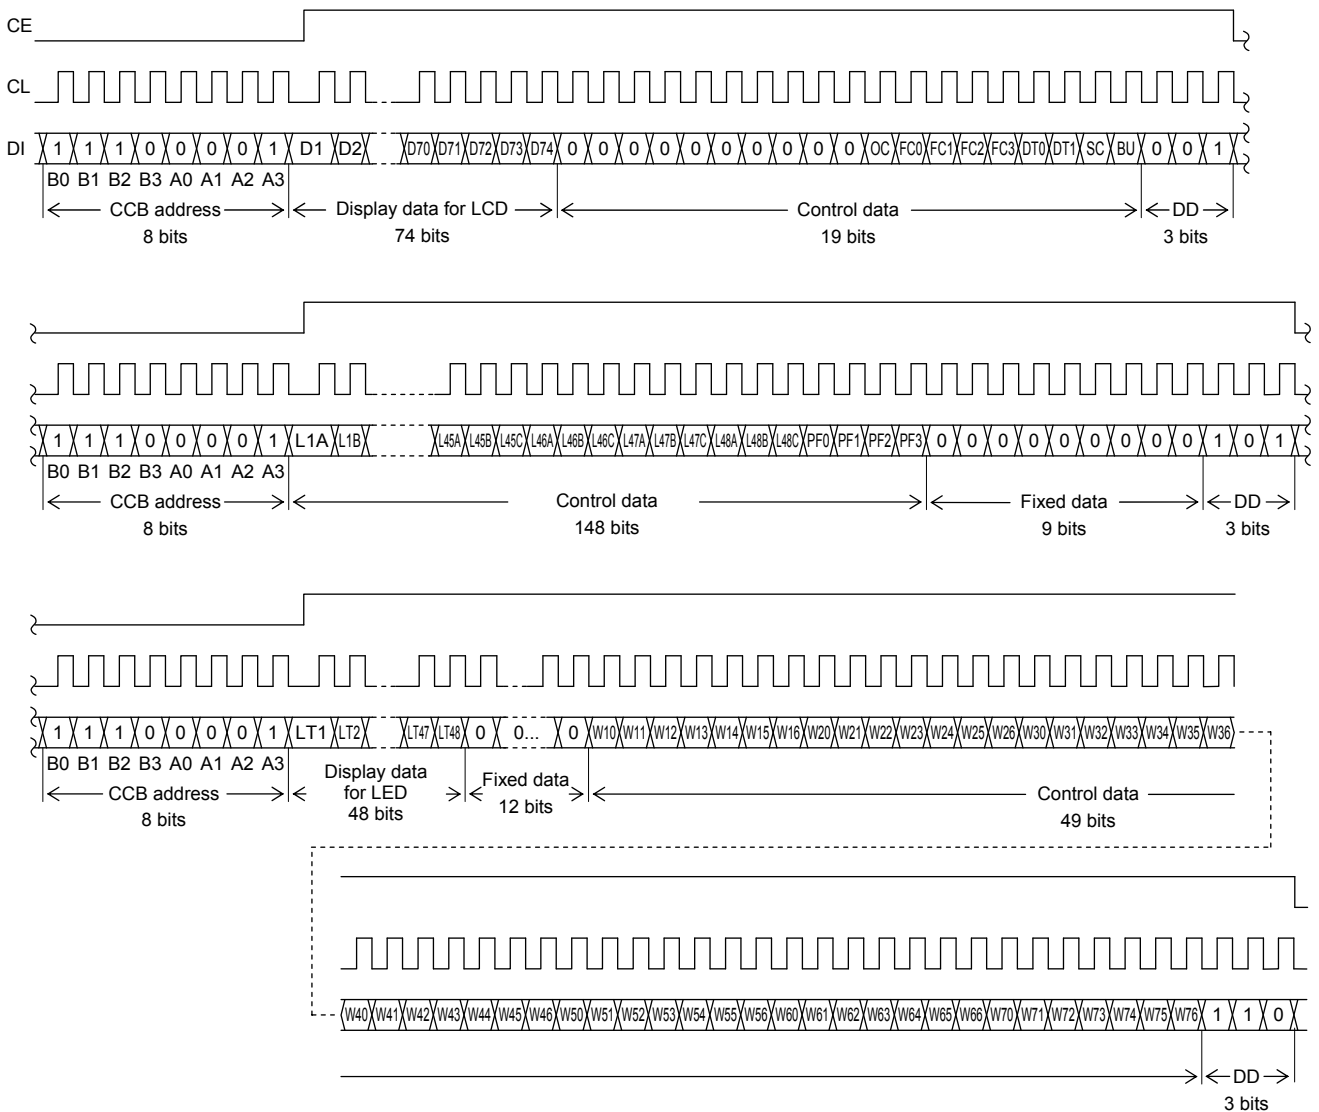 CE
CL
DI 1 1 1 0 0 0 0 1 D1 D2 D70 D71 D72 D73 D74 0 0 0 0 0 0 0 0 0 0 OC FC0 FC1 FC2 FC3 DT0 DT1 SC BU 0 0 1
B0 B1 B2 B3 A0 A1 A2 A3
CCB address Display data for LCD Control data DD
8 bits 74 bits 19 bits 3 bits
1 1 1 0 0 0 0 1 L1A L1B L45A L45B L45C L46A L46B L46C L47A L47B L47C L48A L48B L48C PF0 PF1 PF2 PF3 0 0 0 0 0 0 0 0 0 1 0 1
B0 B1 B2 B3 A0 A1 A2 A3
CCB address Control data Fixed data DD
8 bits 148 bits 9 bits 3 bits
1 1 1 0 0 0 0 1 LT1 LT2 LT47 LT48 0 0... 0 W10 W11 W12 W13 W14 W15 W16 W20 W21 W22 W23 W24 W25 W26 W30 W31 W32 W33 W34 W35 W36
B0 B1 B2 B3 A0 A1 A2 A3
CCB address Display data for LED Fixed data Control data
8 bits 48 bits 12 bits 49 bits
W40 W41 W42 W43 W44 W45 W46 W50 W51 W52 W53 W54 W55 W56 W60 W61 W62 W63 W64 W65 W66 W70 W71 W72 W73 W74 W75 W76 1 1 0
DD
3 bits